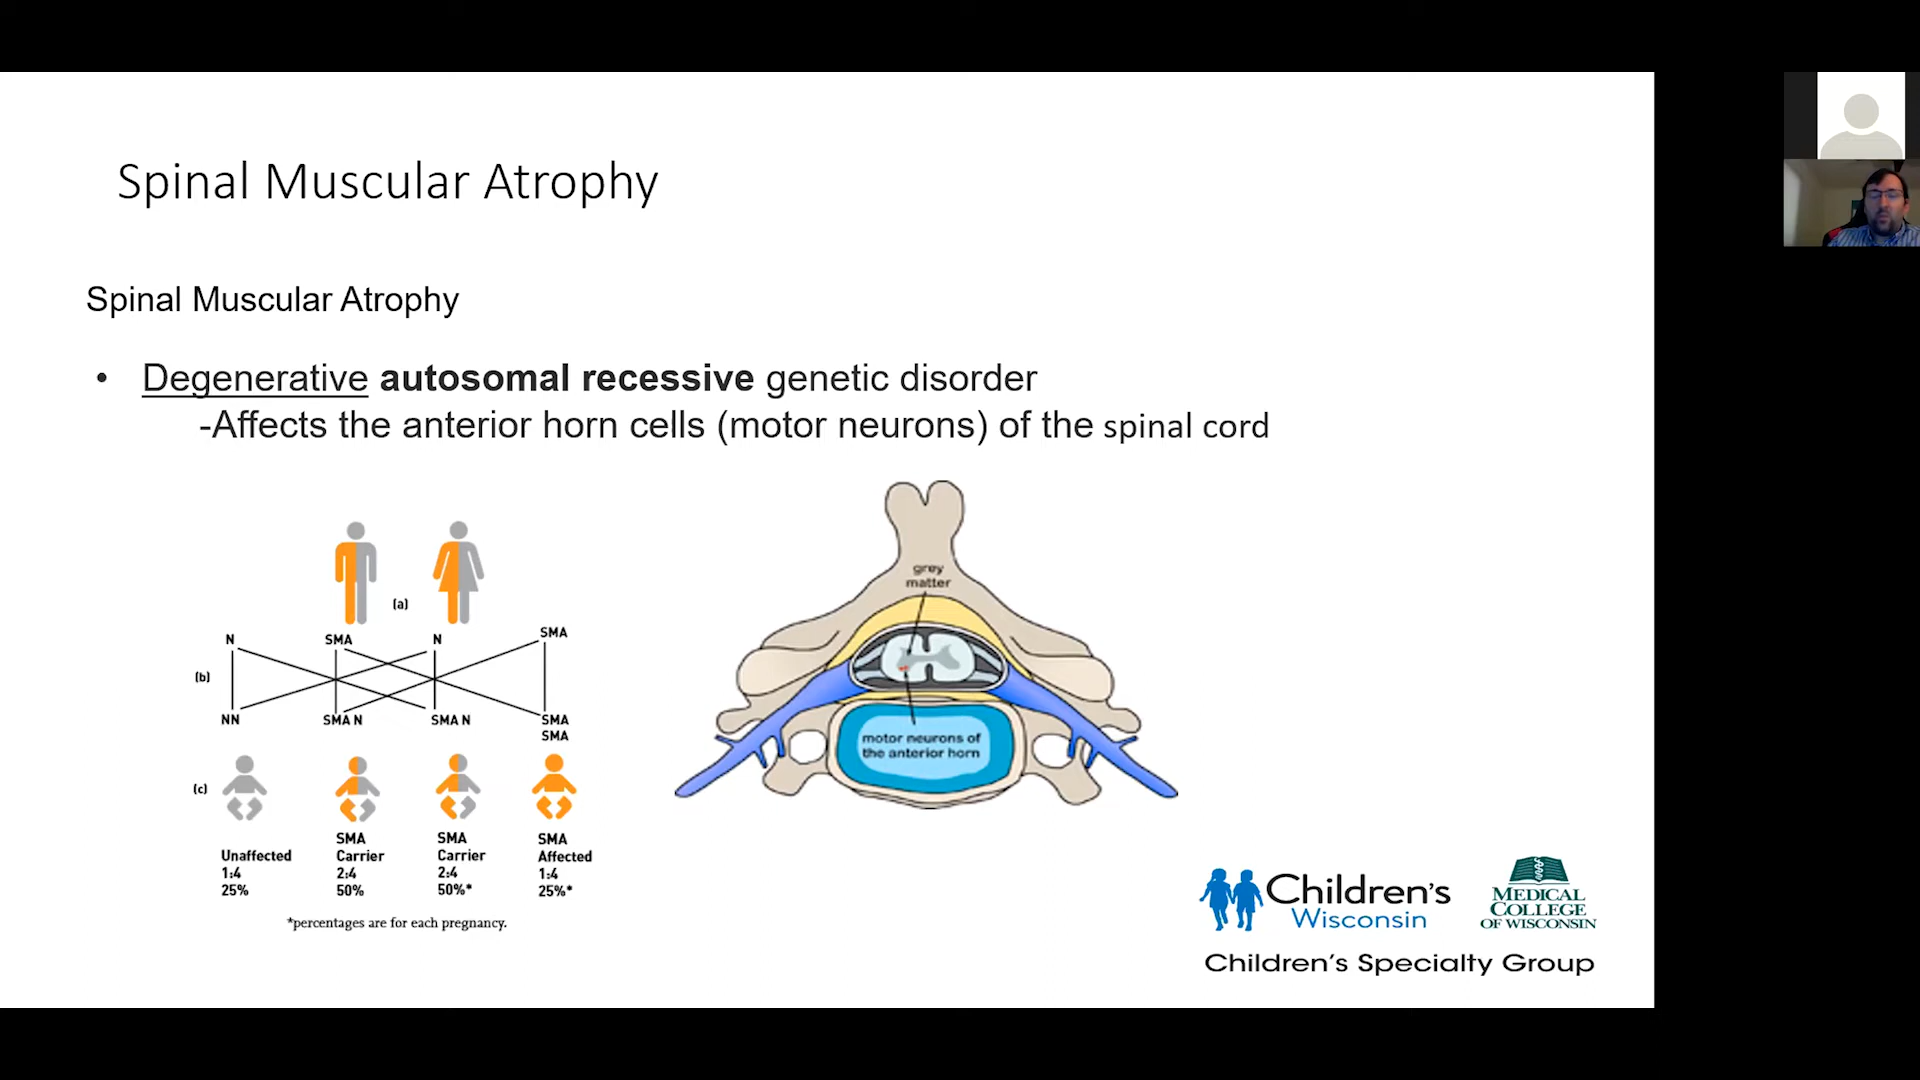 Spinal Muscular Atrophy
Spinal Muscular Atrophy
• Degenerative autosomal recessive genetic disorder
-Affects the anterior horn cells (motor neurons) of the spinal cord
(a)
N SMA N SMA
(b)
NN SMA N SMA N SMA
SMA
(c)
SMA SMA SMA
Unaffected Carrier Carrier Affected
1:4 2:4 2:4 1:4
25% 50% 50%* 25%*
*percentages are for each pregnancy.
grey
matter
motor neurons of
the anterior horn
Children's
Wisconsin
MEDICAL
COLLEGE
OF WISCONSIN
Children's Specialty Group